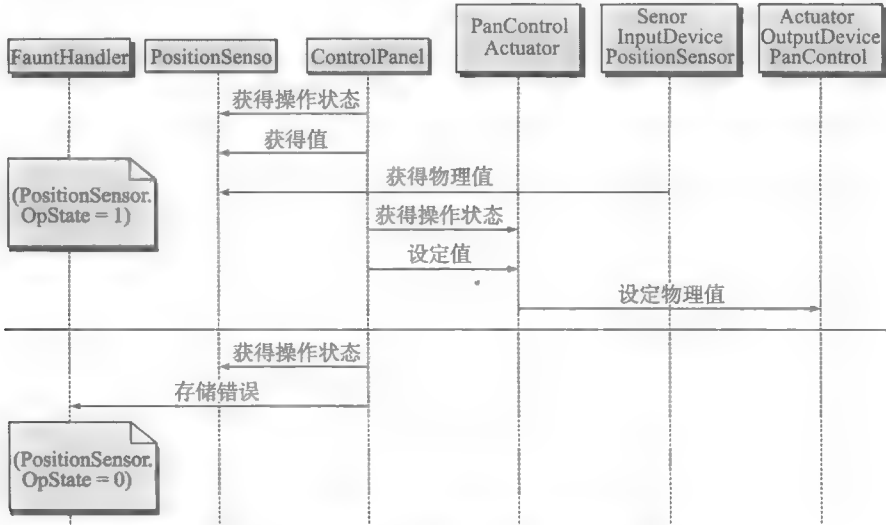 FauntHandler
PositionSenso
ControlPanel
PanControl
Actuator
Senor
InputDevice
PositionSensor
Actuator
OutputDevice
PanControl
获得操作状态
获得值
(PositionSensor.
OpState = 1)
获得物理值
获得操作状态
设定值
设定物理值
获得操作状态
存储错误
(PositionSensor.
OpState = 0)